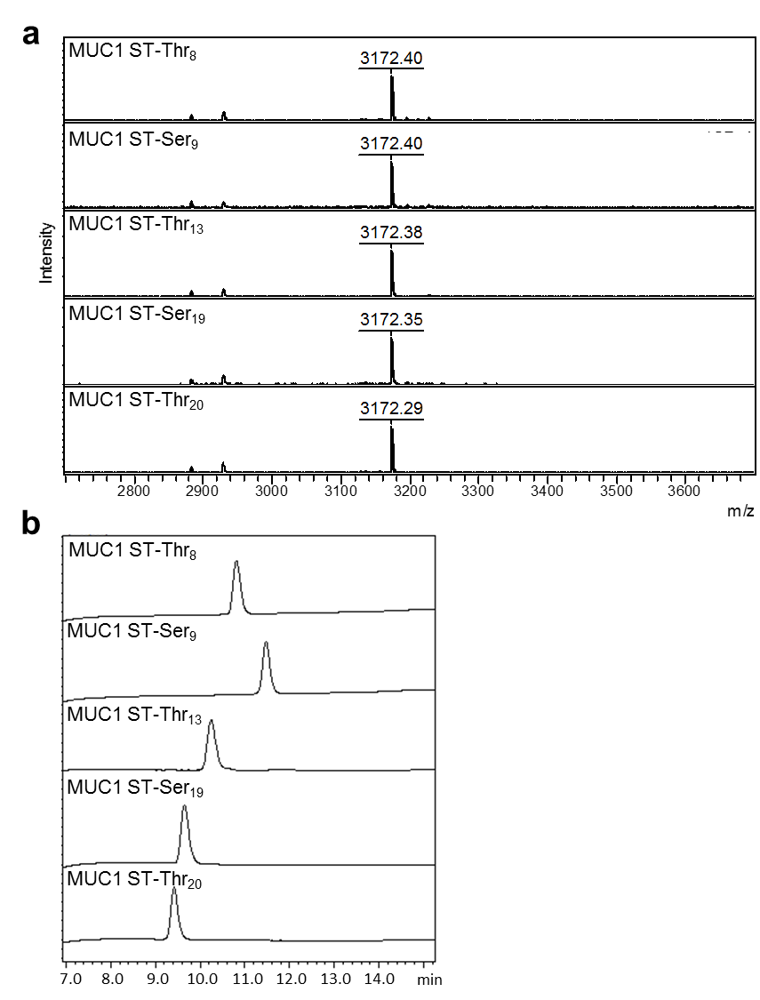 a
MUC1 ST-Thr8
3172.40
MUC1 ST-Ser9
3172.40
MUC1 ST-Thr13
3172.38
MUC1 ST-Ser19
3172.35
MUC1 ST-Thr20
3172.29
Intensity
2800 2900 3000 3100 3200 3300 3400 3500 3600
m/z
b
MUC1 ST-Thr8
MUC1 ST-Ser9
MUC1 ST-Thr13
MUC1 ST-Ser19
MUC1 ST-Thr20
7.0 8.0 9.0 10.0 11.0 12.0 13.0 14.0 min